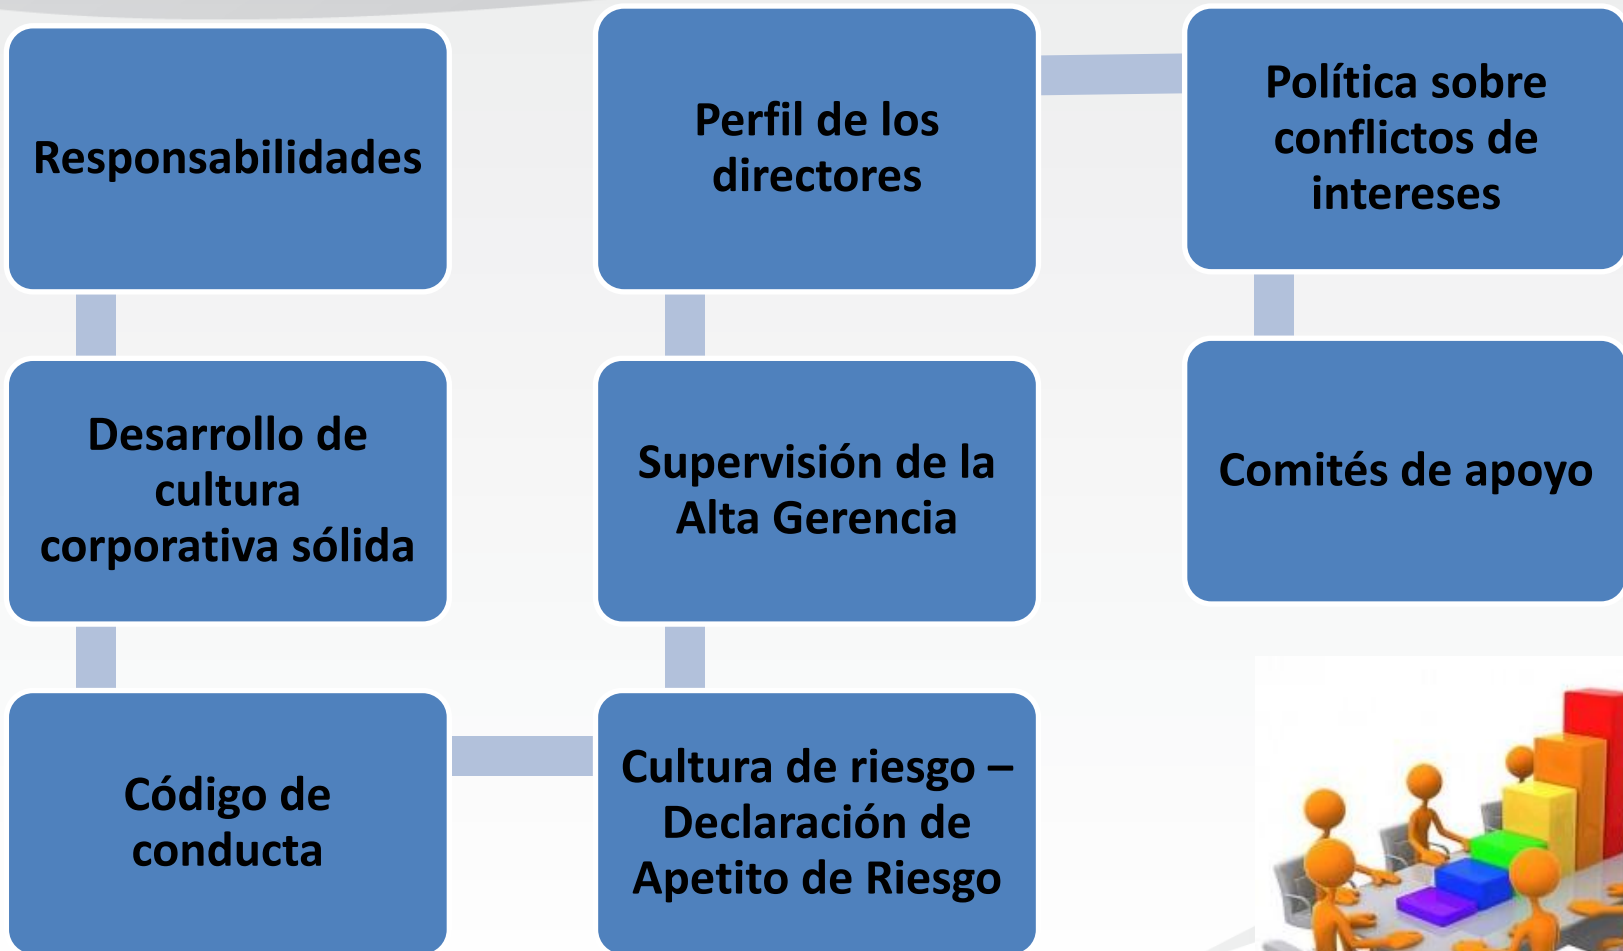 Responsabilidades
Desarrollo de
cultura
corporativa sólida
Código de
conducta
Cultura de riesgo –
Declaración de
Apetito de Riesgo
Supervisión de la
Alta Gerencia
Perfil de los
directores
Política sobre
conflictos de
intereses
Comités de apoyo